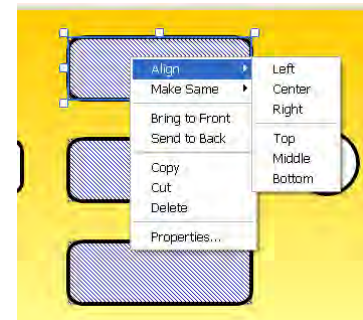 Align
Make Same
Bring to Front
Send to Back
Copy
Cut
Delete
Properties...
Left
Center
Right
Top
Middle
Bottom